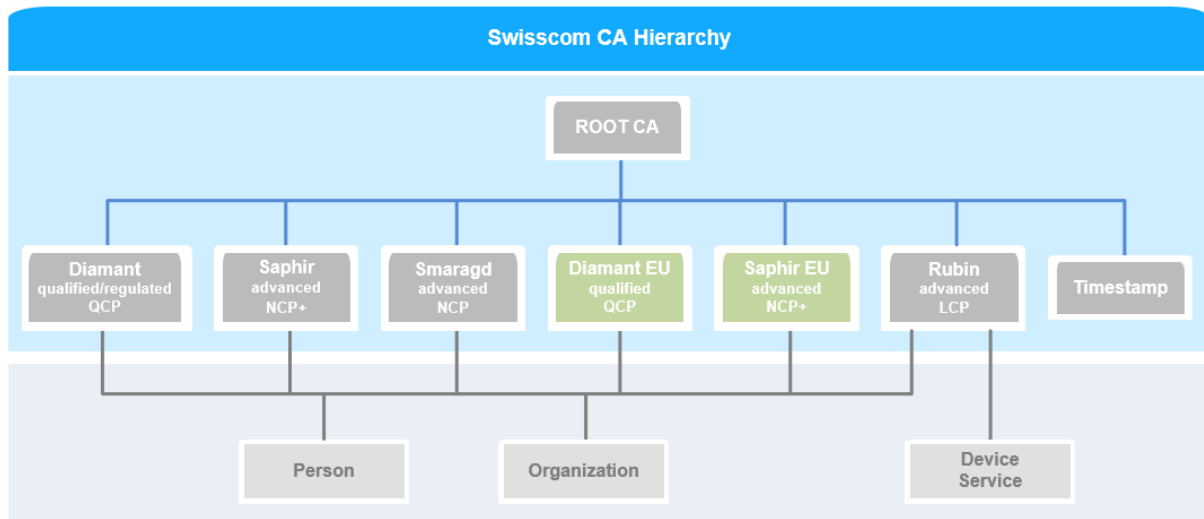 Swisscom CA Hierarchy
ROOT CA
Diamant
qualified/regulated
QCP
Saphir
advanced
NCP+
Smaragd
advanced
NCP
Diamant EU
qualified
QCP
Saphir EU
advanced
NCP+
Rubin
advanced
LCP
Timestamp
Person
Organization
Device
Service